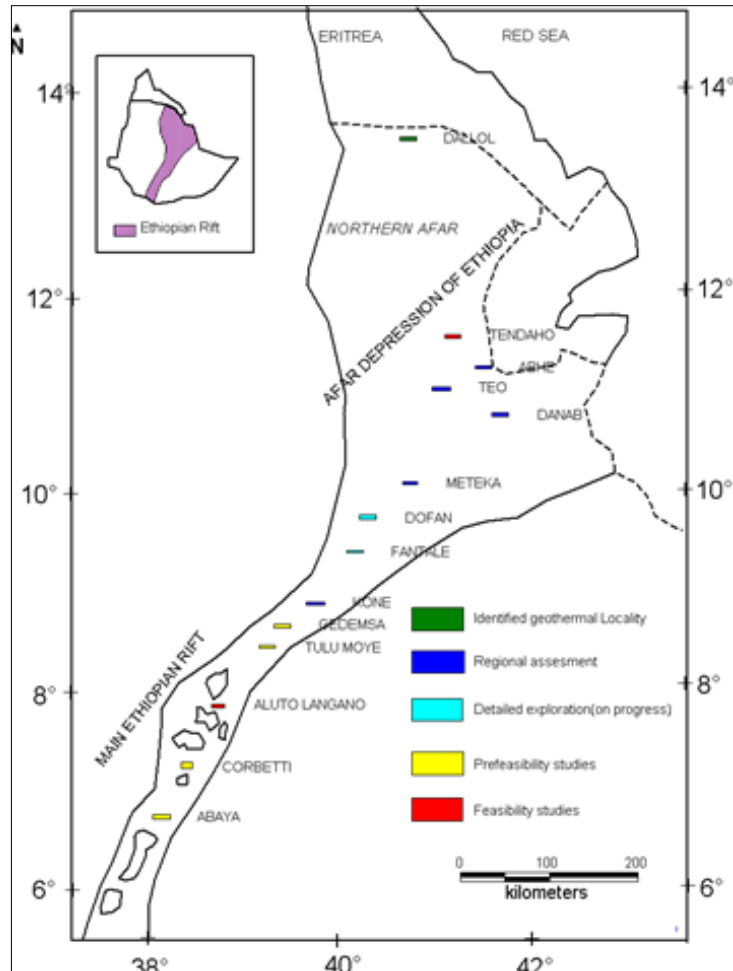 N
ERITREA
RED SEA
14°
14°
DALLOL
Ethiopian Rift
NORTHERN AFAR
AFAR DEPRESSION OF ETHIOPIA
12°
12°
TENDAHO
ABHE
TEO
DANAB
METEKA
10°
10°
DOFAN
FANTALE
KONE
GEDEMSA
TULU MOYE
MAIN ETHIOPIAN RIFT
8°
8°
ALUTO LANGANO
CORBETTI
ABAYA
Identified geothermal Locality
Regional assesment
Detailed exploration(on progress)
Prefeasibility studies
Feasibility studies
0 100 200
kilometers
6°
6°
38°
40°
42°